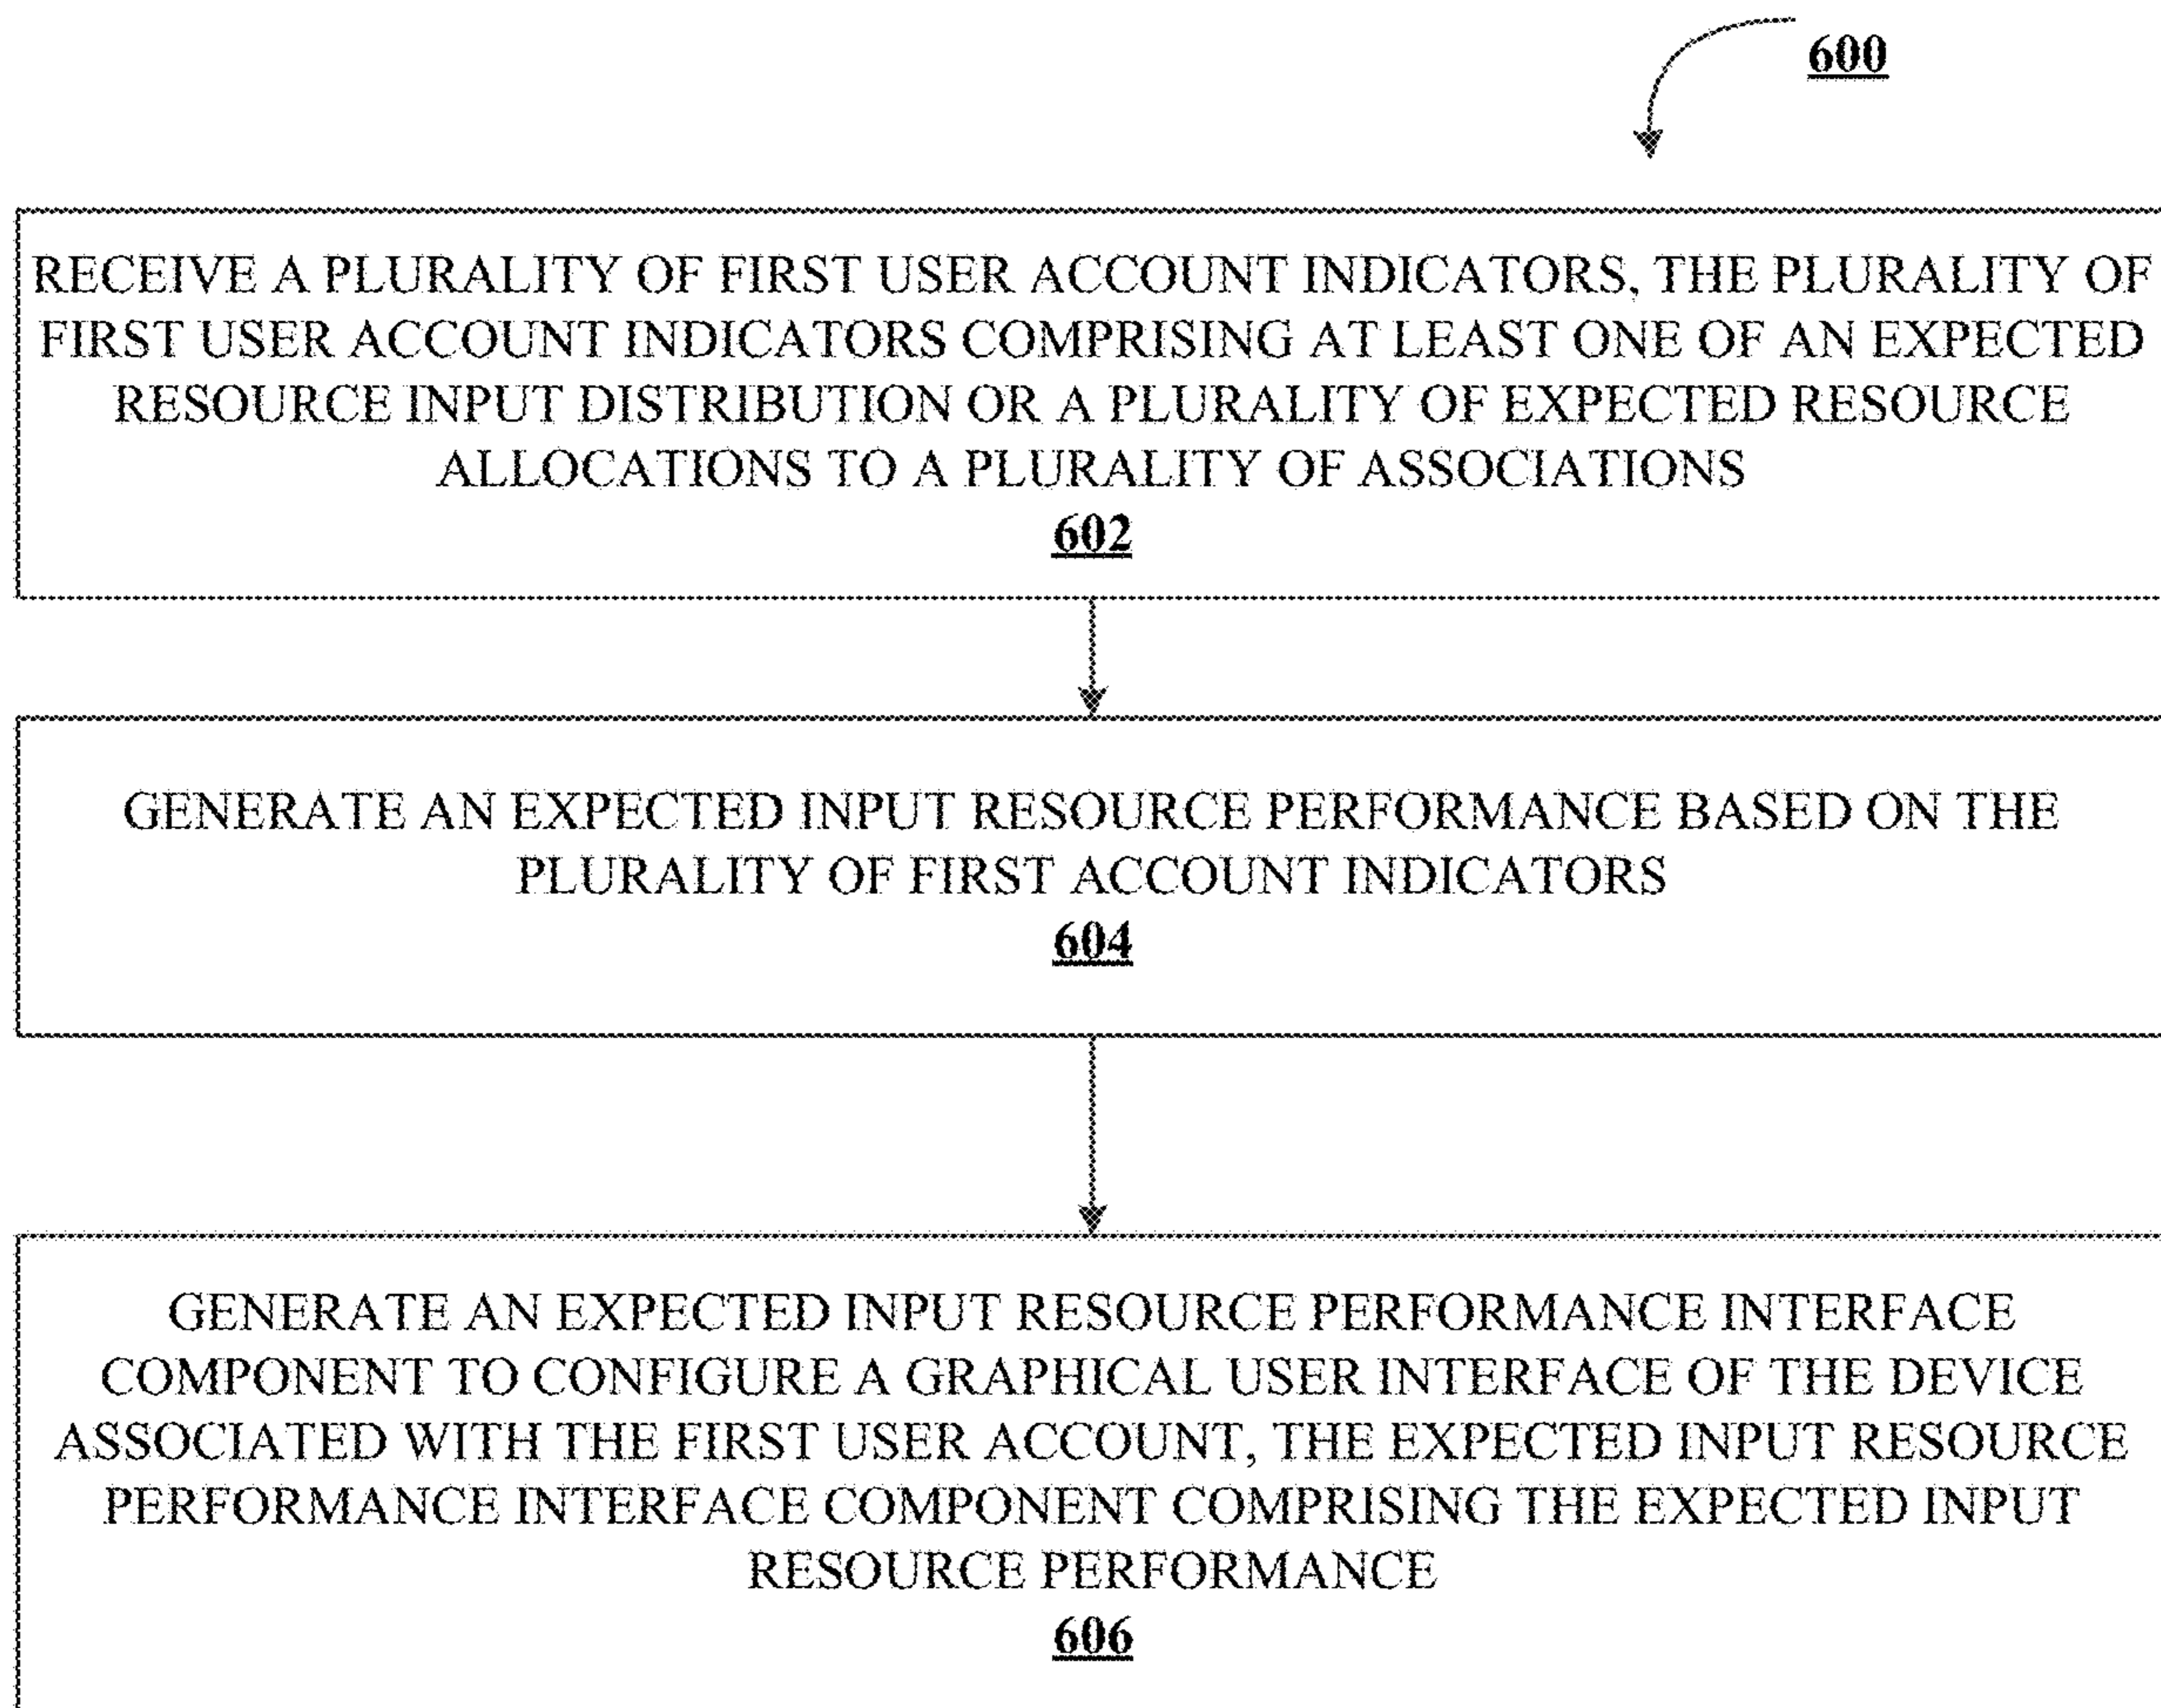 600
RECEIVE A PLURALITY OF FIRST USER ACCOUNT INDICATORS, THE PLURALITY OF
FIRST USER ACCOUNT INDICATORS COMPRISING AT LEAST ONE OF AN EXPECTED
RESOURCE INPUT DISTRIBUTION OR A PLURALITY OF EXPECTED RESOURCE
ALLOCATIONS TO A PLURALITY OF ASSOCIATIONS
602
GENERATE AN EXPECTED INPUT RESOURCE PERFORMANCE BASED ON THE
PLURALITY OF FIRST ACCOUNT INDICATORS
604
GENERATE AN EXPECTED INPUT RESOURCE PERFORMANCE INTERFACE
COMPONENT TO CONFIGURE A GRAPHICAL USER INTERFACE OF THE DEVICE
ASSOCIATED WITH THE FIRST USER ACCOUNT, THE EXPECTED INPUT RESOURCE
PERFORMANCE INTERFACE COMPONENT COMPRISING THE EXPECTED INPUT
RESOURCE PERFORMANCE
606